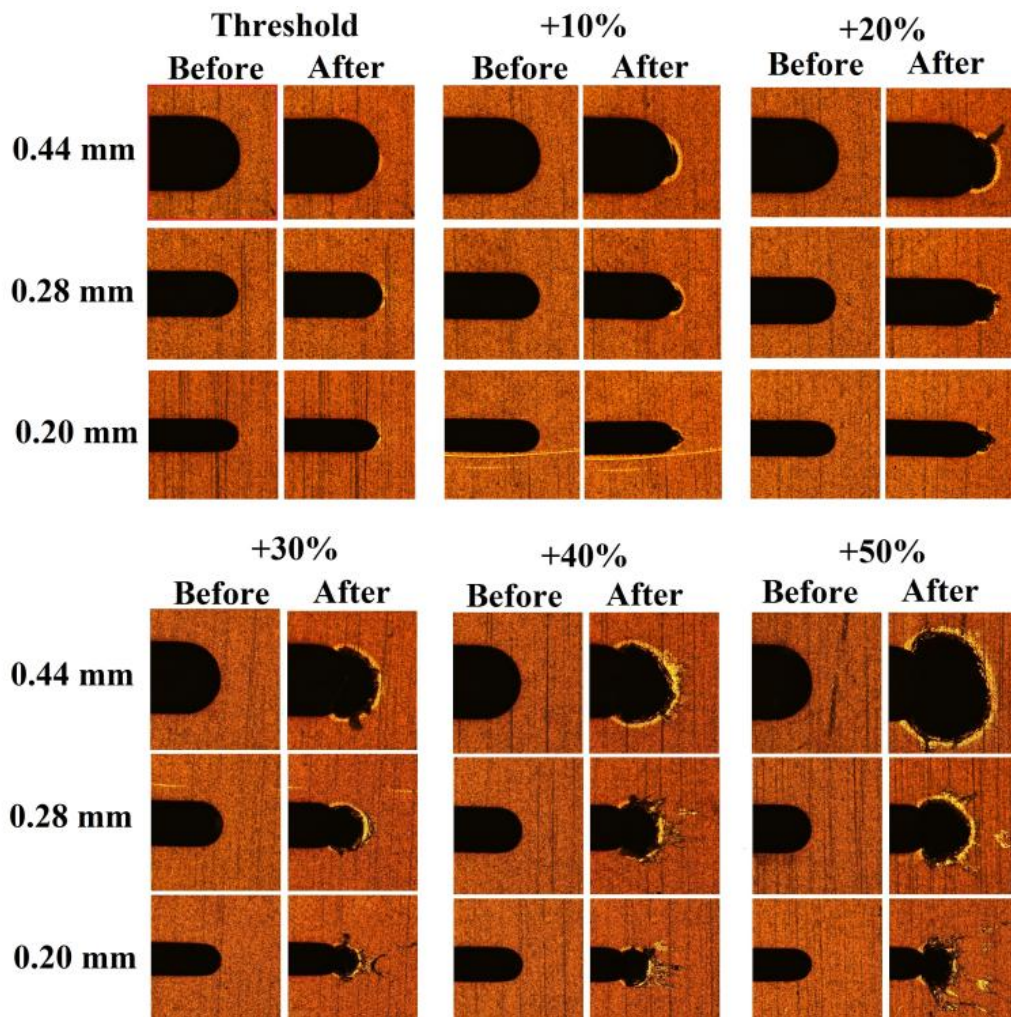 Threshold +10% +20%
Before After Before After Before After
0.44 mm
0.28 mm
0.20 mm
+30% +40% +50%
Before After Before After Before After
0.44 mm
0.28 mm
0.20 mm